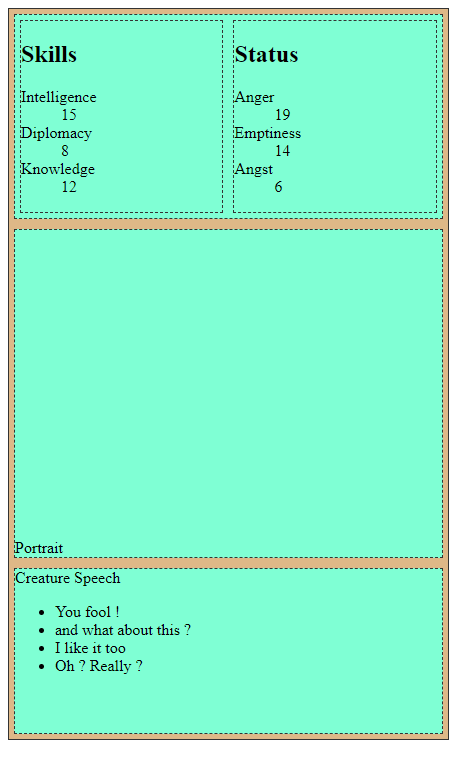 Skills
Intelligence
15
Diplomacy
8
Knowledge
12
Status
Anger
19
Emptiness
14
Angst
6
Portrait
Creature Speech
You fool !
and what about this ?
I like it too
Oh ? Really ?